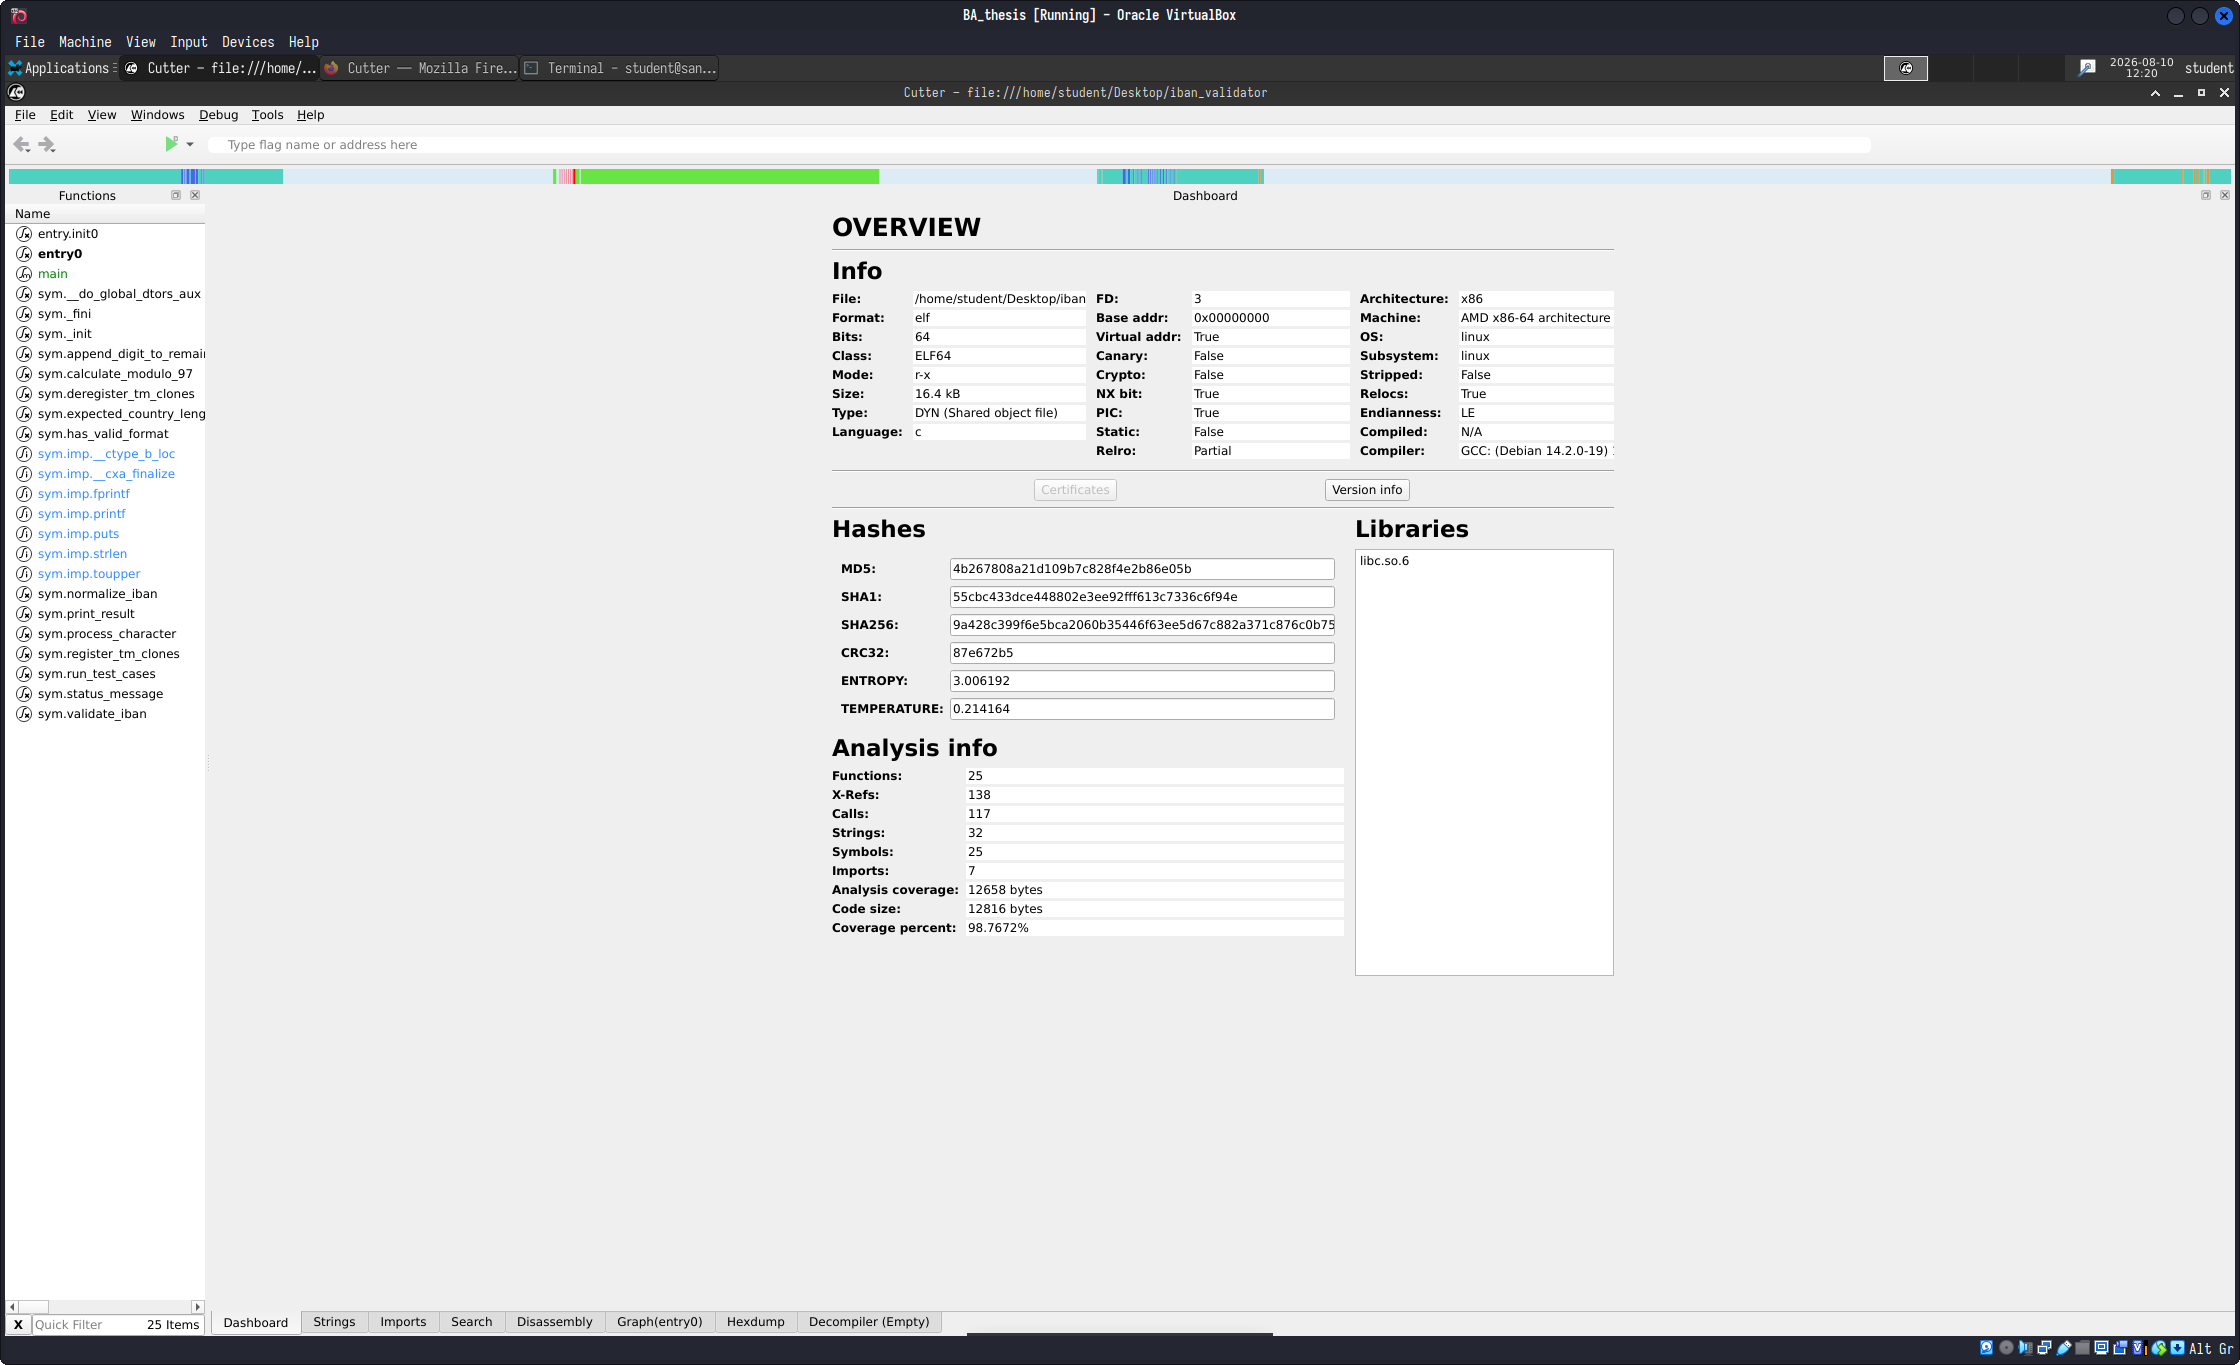 BA_thesis [Running] - Oracle VirtualBox
File Machine View Input Devices Help
Applications Cutter - file:///home/... Cutter — Mozilla Fire... Terminal - student@san... 2026-08-10 12:20 student
Cutter - file:///home/student/Desktop/iban_validator
File Edit View Windows Debug Tools Help
Type flag name or address here
Functions
Dashboard
Name
entry.init0
entry0
main
sym.__do_global_dtors_aux
sym._fini
sym._init
sym.append_digit_to_remai
sym.calculate_modulo_97
sym.deregister_tm_clones
sym.expected_country_leng
sym.has_valid_format
sym.imp.__ctype_b_loc
sym.imp.__cxa_finalize
sym.imp.fprintf
sym.imp.printf
sym.imp.puts
sym.imp.strlen
sym.imp.toupper
sym.normalize_iban
sym.print_result
sym.process_character
sym.register_tm_clones
sym.run_test_cases
sym.status_message
sym.validate_iban
X Quick Filter 25 Items
OVERVIEW
Info
File: /home/student/Desktop/iban FD: 3 Architecture: x86
Format: elf Base addr: 0x00000000 Machine: AMD x86-64 architecture
Bits: 64 Virtual addr: True OS: linux
Class: ELF64 Canary: False Subsystem: linux
Mode: r-x Crypto: False Stripped: False
Size: 16.4 kB NX bit: True Relocs: True
Type: DYN (Shared object file) PIC: True Endianness: LE
Language: c Static: False Compiled: N/A
Relro: Partial Compiler: GCC: (Debian 14.2.0-19)
Certificates Version info
Hashes
MD5: 4b267808a21d109b7c828f4e2b86e05b
SHA1: 55cbc433dce448802e3ee92fff613c7336c6f94e
SHA256: 9a428c399f6e5bca2060b35446f63ee5d67c882a371c876c0b75
CRC32: 87e672b5
ENTROPY: 3.006192
TEMPERATURE: 0.214164
Libraries
libc.so.6
Analysis info
Functions: 25
X-Refs: 138
Calls: 117
Strings: 32
Symbols: 25
Imports: 7
Analysis coverage: 12658 bytes
Code size: 12816 bytes
Coverage percent: 98.7672%
Dashboard Strings Imports Search Disassembly Graph(entry0) Hexdump Decompiler (Empty)
Alt Gr